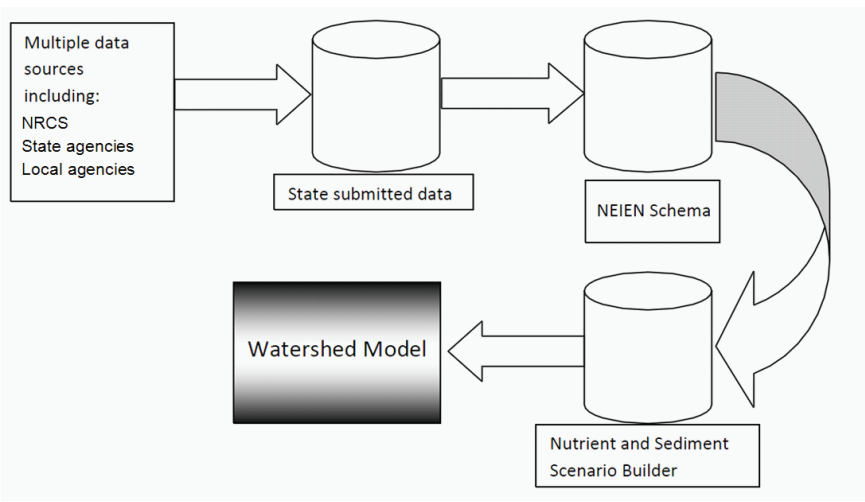 Multiple data
sources
including:
NRCS
State agencies
Local agencies
State submitted data
NEIEN Schema
Watershed Model
Nutrient and Sediment
Scenario Builder